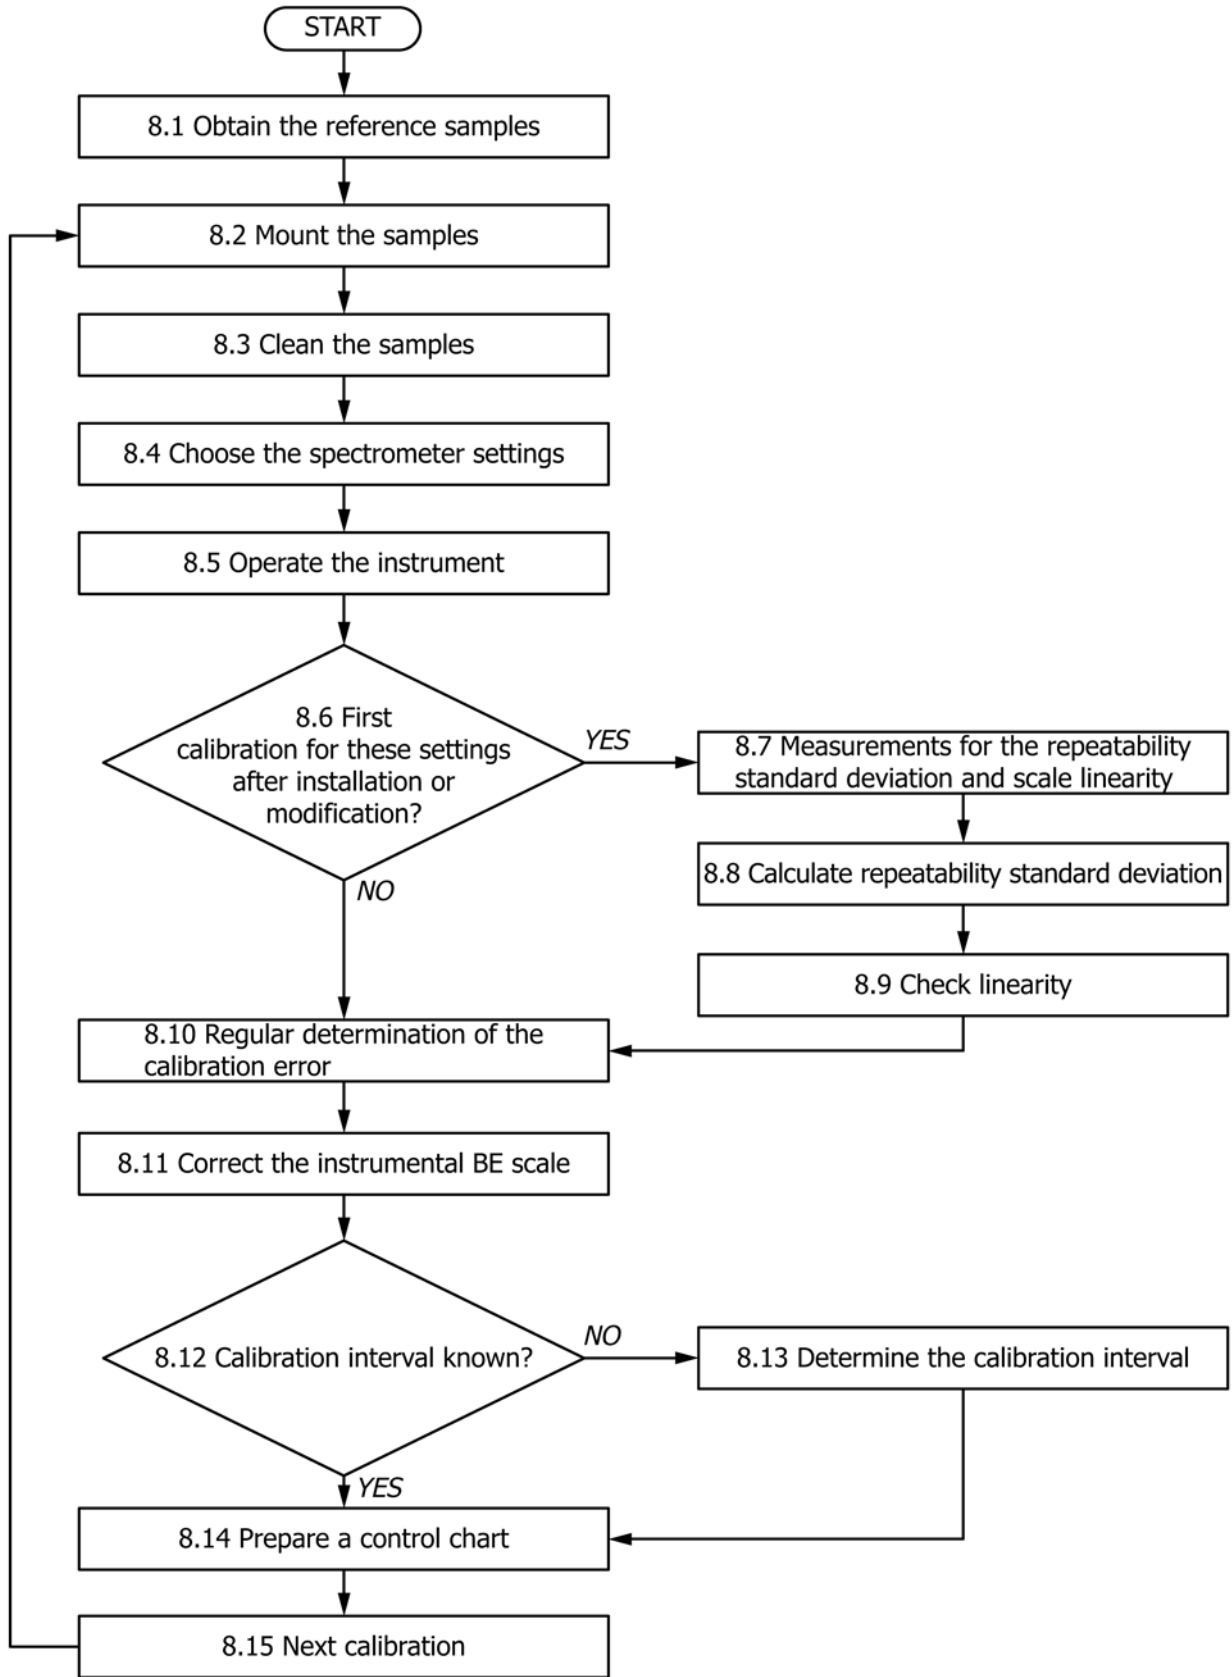 START
8.1 Obtain the reference samples
8.2 Mount the samples
8.3 Clean the samples
8.4 Choose the spectrometer settings
8.5 Operate the instrument
8.6 First
calibration for these settings
after installation or
modification?
YES
8.7 Measurements for the repeatability
standard deviation and scale linearity
8.8 Calculate repeatability standard deviation
8.9 Check linearity
NO
8.10 Regular determination of the
calibration error
8.11 Correct the instrumental BE scale
8.12 Calibration interval known?
NO
8.13 Determine the calibration interval
YES
8.14 Prepare a control chart
8.15 Next calibration